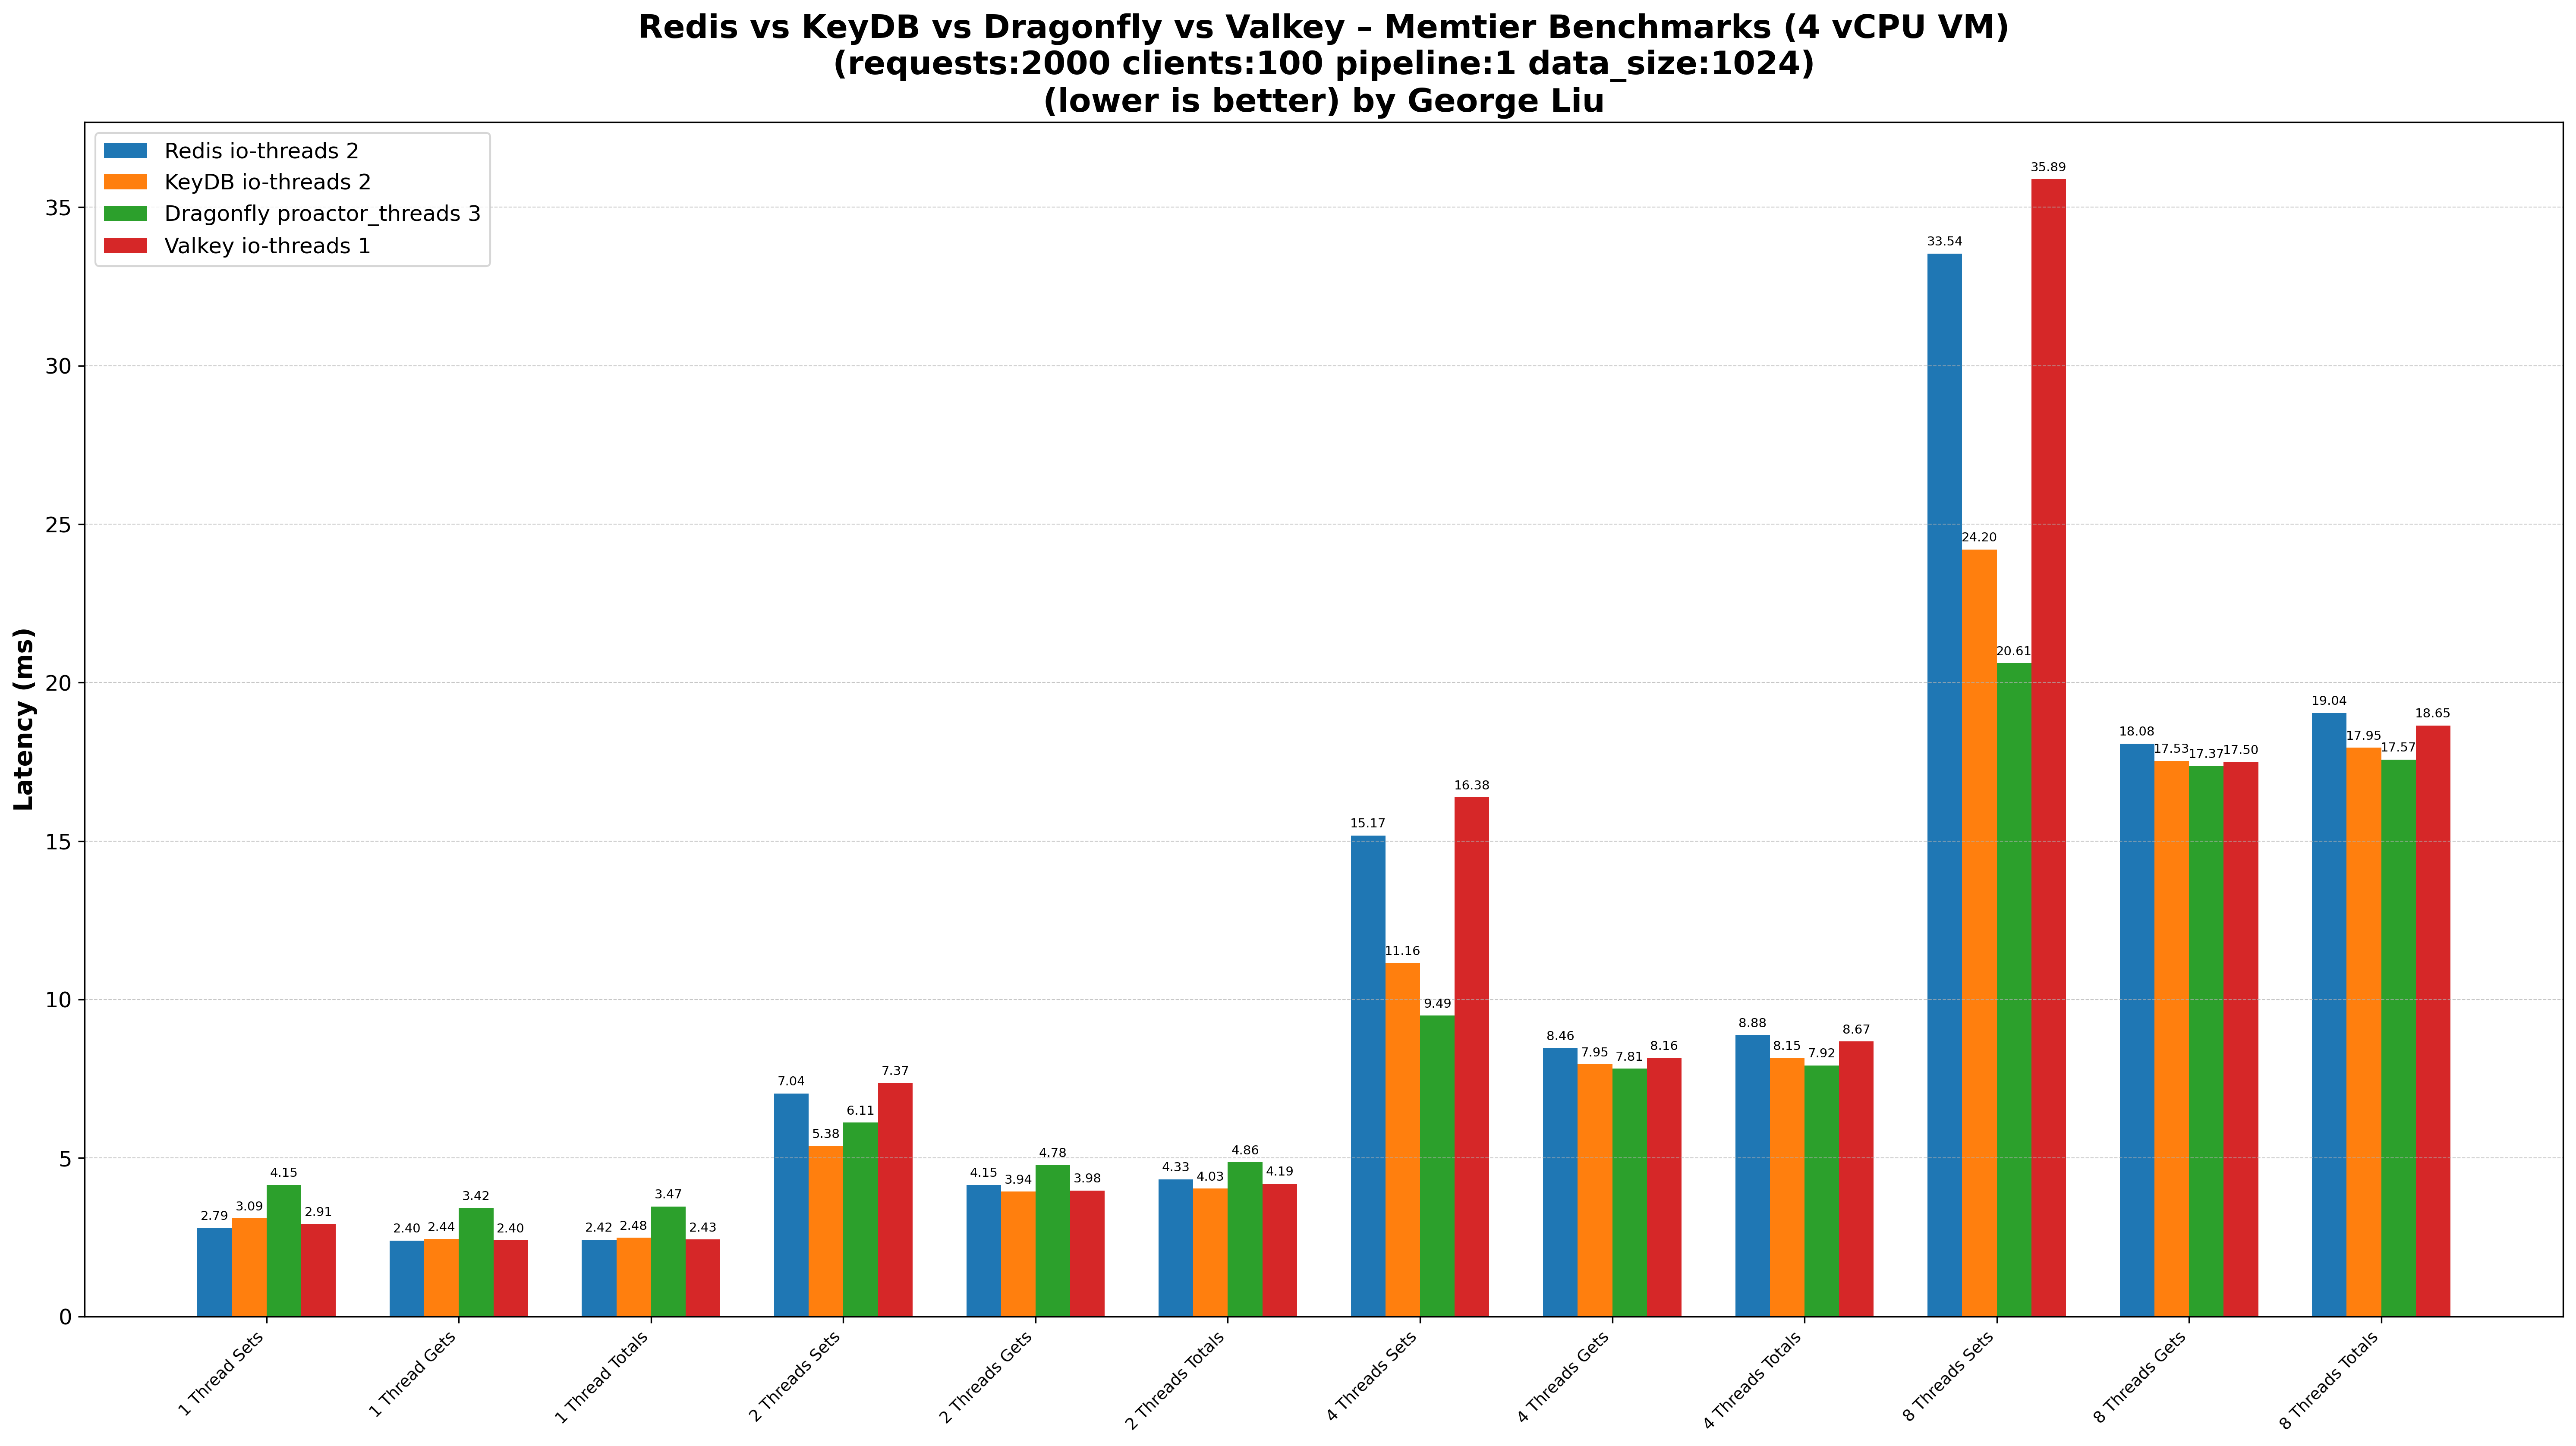 Redis vs KeyDB vs Dragonfly vs Valkey – Memtier Benchmarks (4 vCPU VM)
(requests:2000 clients:100 pipeline:1 data_size:1024)
(lower is better) by George Liu
Redis io-threads 2
KeyDB io-threads 2
Dragonfly proactor_threads 3
Valkey io-threads 1
Latency (ms)
35
30
25
20
15
10
5
0
2.79
3.09
4.15
2.91
2.40
2.44
3.42
2.40
2.42
2.48
3.47
2.43
7.04
5.38
6.11
7.37
4.15
3.94
4.78
3.98
4.33
4.03
4.86
4.19
15.17
11.16
9.49
16.38
8.46
7.95
7.81
8.16
8.88
8.15
7.92
8.67
33.54
24.20
20.61
35.89
18.08
17.53
17.37
17.50
19.04
17.95
17.57
18.65
1 Thread Sets
1 Thread Gets
1 Thread Totals
2 Threads Sets
2 Threads Gets
2 Threads Totals
4 Threads Sets
4 Threads Gets
4 Threads Totals
8 Threads Sets
8 Threads Gets
8 Threads Totals